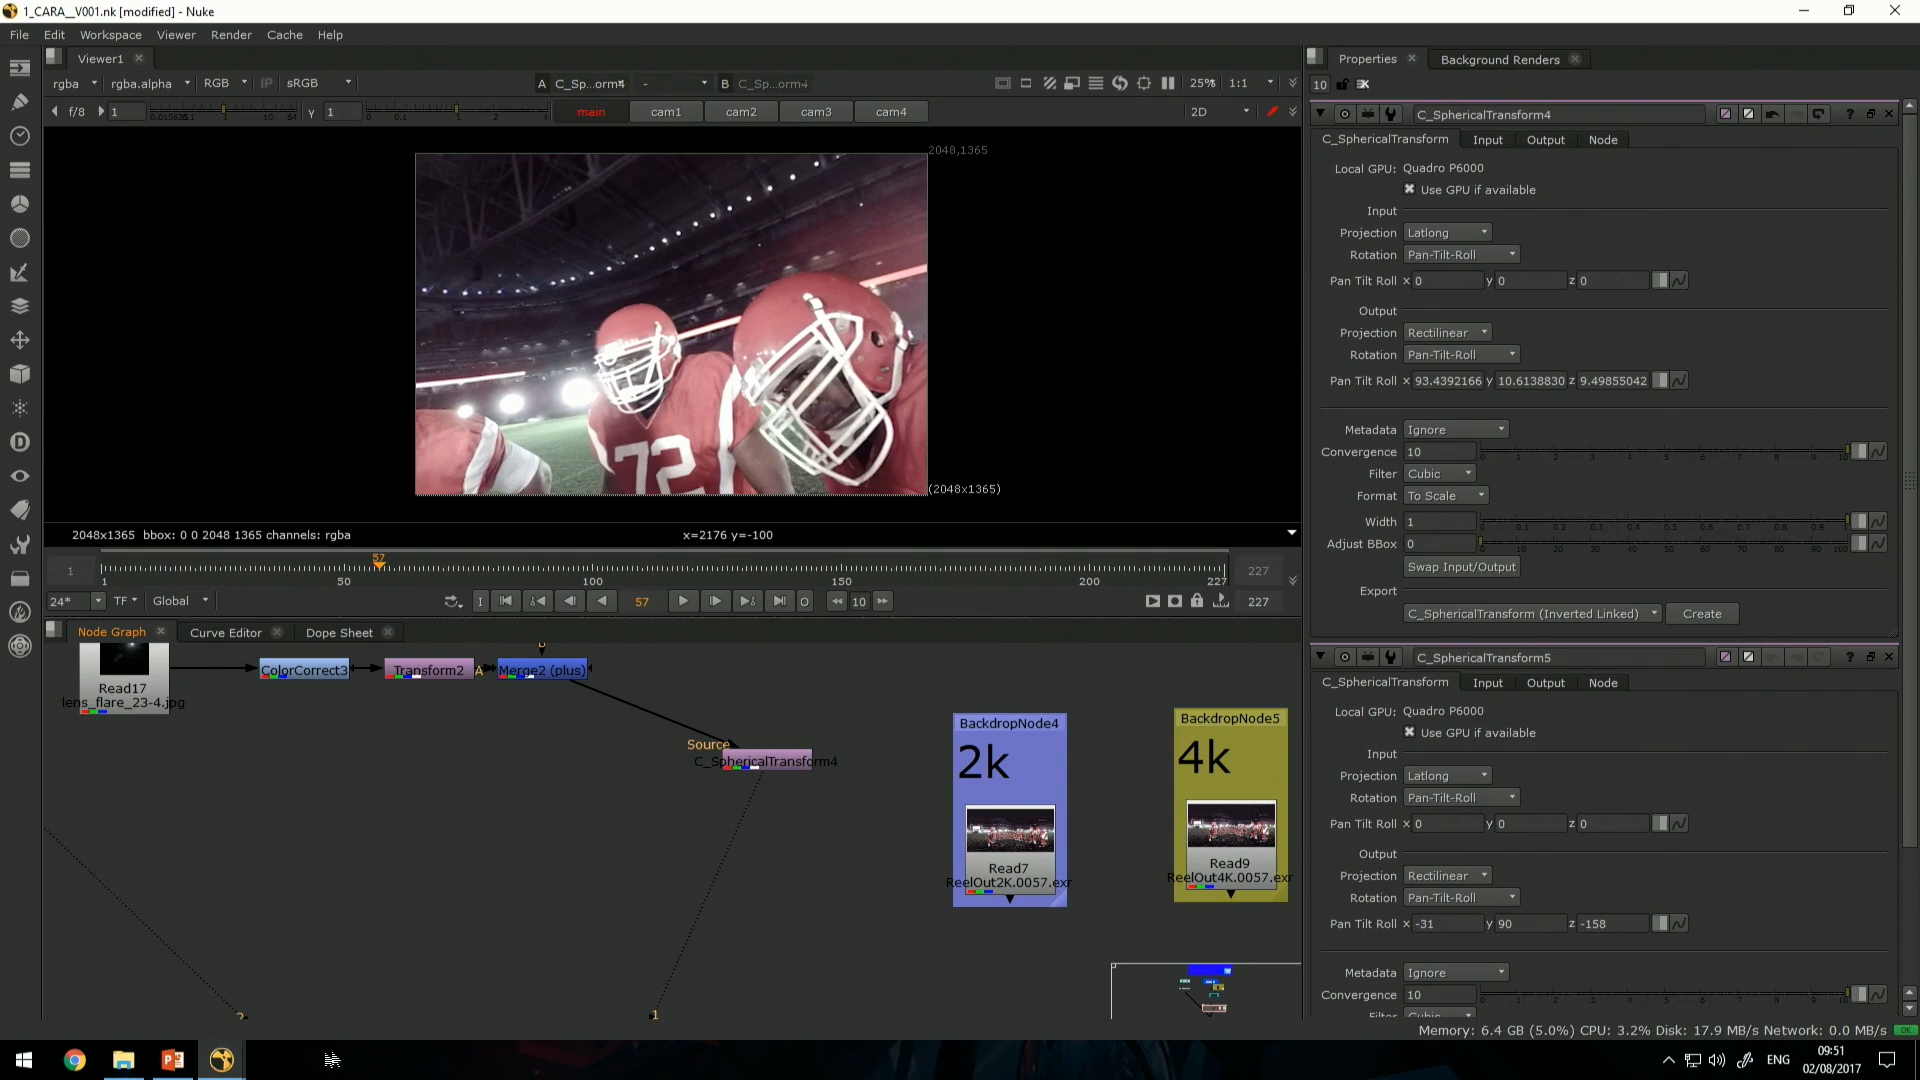 1_CARA__V001.nk [modified] - Nuke
File Edit Workspace Viewer Render Cache Help
Viewer1
Properties
Background Renders
rgba rgba.alpha RGB IP sRGB A C_Sp...orm4 - B C_Sp...orm4 25% 1:1
10
f/8 1 γ 1 main cam1 cam2 cam3 cam4 2D
2048,1365
72
(2048x1365)
2048x1365 bbox: 0 0 2048 1365 channels: rgba x=2176 y=-100
57
1 1 50 100 150 200 227 227
24* TF Global I 57 O 10 227
Node Graph Curve Editor Dope Sheet
Read17
lens_flare_23-4.jpg
ColorCorrect3
Transform2
A
Merge2 (plus)
Source
C_SphericalTransform4
BackdropNode4
2k
Read7
ReelOut2K.0057.exr
BackdropNode5
4k
Read9
ReelOut4K.0057.exr
1
C_SphericalTransform4
C_SphericalTransform Input Output Node
Local GPU: Quadro P6000
Use GPU if available
Input
Projection Latlong
Rotation Pan-Tilt-Roll
Pan Tilt Roll x 0 y 0 z 0
Output
Projection Rectilinear
Rotation Pan-Tilt-Roll
Pan Tilt Roll x 93.4392166 y 10.6138830 z 9.49855042
Metadata Ignore
Convergence 10
Filter Cubic
Format To Scale
Width 1
Adjust BBox 0
Swap Input/Output
Export
C_SphericalTransform (Inverted Linked) Create
C_SphericalTransform5
C_SphericalTransform Input Output Node
Local GPU: Quadro P6000
Use GPU if available
Input
Projection Latlong
Rotation Pan-Tilt-Roll
Pan Tilt Roll x 0 y 0 z 0
Output
Projection Rectilinear
Rotation Pan-Tilt-Roll
Pan Tilt Roll x -31 y 90 z -158
Metadata Ignore
Convergence 10
Filter Cubic
Memory: 6.4 GB (5.0%) CPU: 3.2% Disk: 17.9 MB/s Network: 0.0 MB/s OK
ENG
09:51
02/08/2017